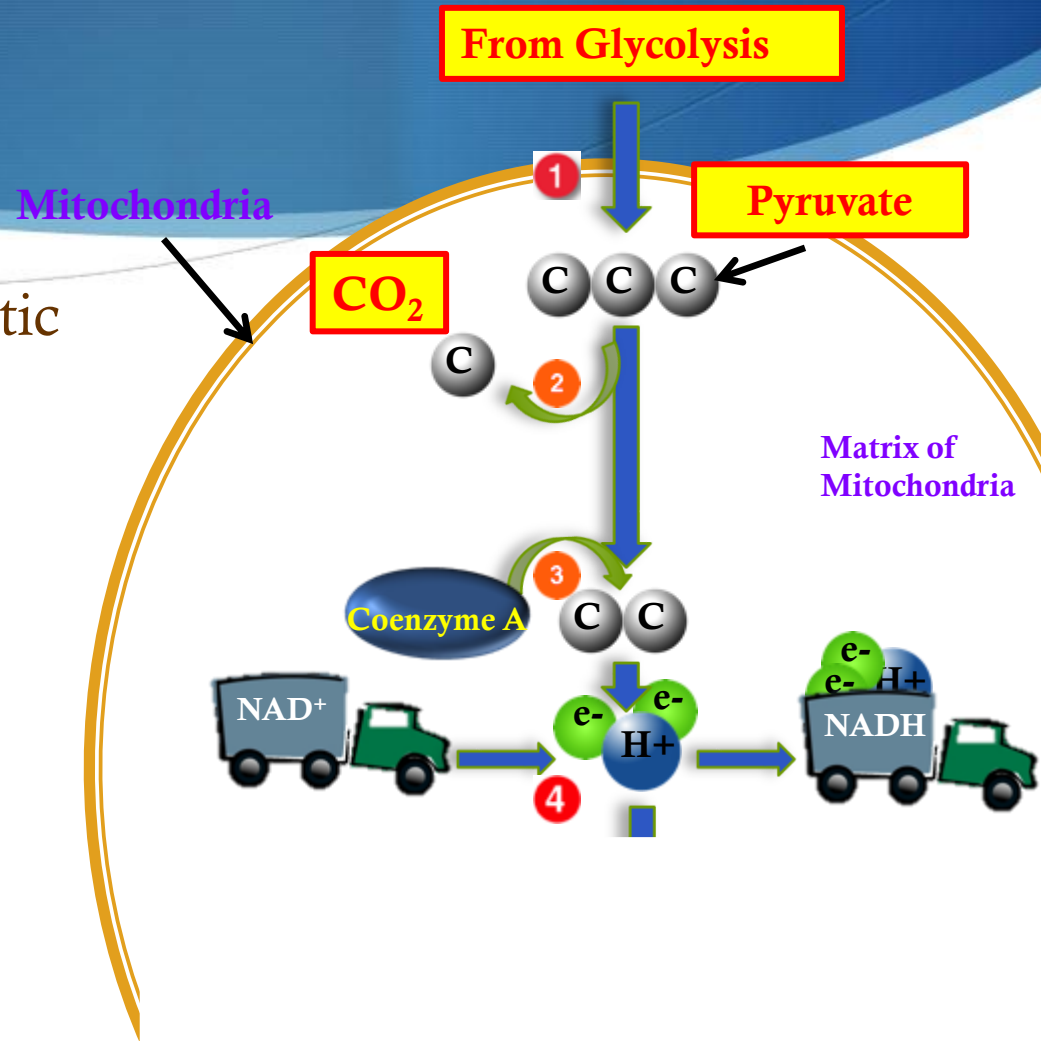 From Glycolysis
1
Mitochondria
Pyruvate
CO₂
C C C
tic
C
2
Matrix of
Mitochondria
3
Coenzyme A
C C
NAD⁺
e-
e-
H+
e-
e-
H+
NADH
4